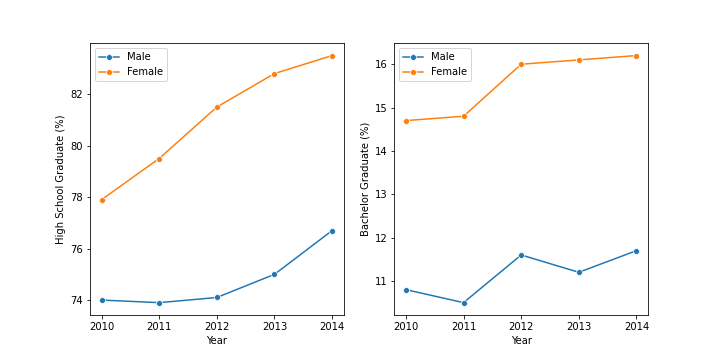 Male
Female
High School Graduate (%)
82
80
78
76
74
2010 2011 2012 2013 2014
Year
Male
Female
Bachelor Graduate (%)
16
15
14
13
12
11
2010 2011 2012 2013 2014
Year